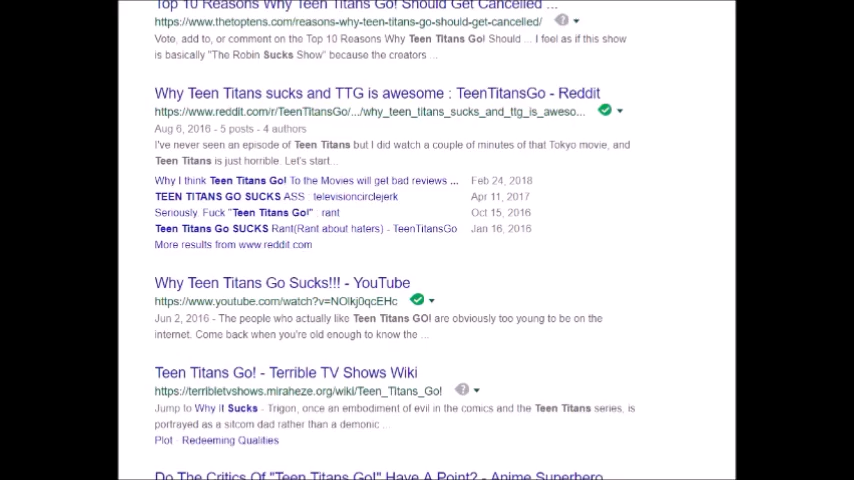 Top 10 Reasons Why Teen Titans Go! Should Get Cancelled ...
https://www.thetoptens.com/reasons-why-teen-titans-go-should-get-cancelled/
Vote, add to, or comment on the Top 10 Reasons Why Teen Titans Go! Should ... I feel as if this show
is basically "The Robin Sucks Show" because the creators ...
Why Teen Titans sucks and TTG is awesome : TeenTitansGo - Reddit
https://www.reddit.com/r/TeenTitansGo/.../why_teen_titans_sucks_and_ttg_is_aweso...
Aug 6, 2016 - 5 posts - 4 authors
I've never seen an episode of Teen Titans but I did watch a couple of minutes of that Tokyo movie, and
Teen Titans is just horrible. Let's start...
Why I think Teen Titans Go! To the Movies will get bad reviews ... Feb 24, 2018
TEEN TITANS GO SUCKS ASS : televisioncirclejerk Apr 11, 2017
Seriously. Fuck "Teen Titans Go!" : rant Oct 15, 2016
Teen Titans Go SUCKS Rant(Rant about haters) - TeenTitansGo Jan 16, 2016
More results from www.reddit.com
Why Teen Titans Go Sucks!!! - YouTube
https://www.youtube.com/watch?v=NOlkj0qcEHc
Jun 2, 2016 - The people who actually like Teen Titans GO! are obviously too young to be on the
internet. Come back when you're old enough to know the ...
Teen Titans Go! - Terrible TV Shows Wiki
https://terribletvshows.miraheze.org/wiki/Teen_Titans_Go!
Jump to Why It Sucks - Trigon, once an embodiment of evil in the comics and the Teen Titans series, is
portrayed as a sitcom dad rather than a demonic ...
Plot · Redeeming Qualities
Do The Critics Of "Teen Titans Go!" Have A Point? - Anime Superhero